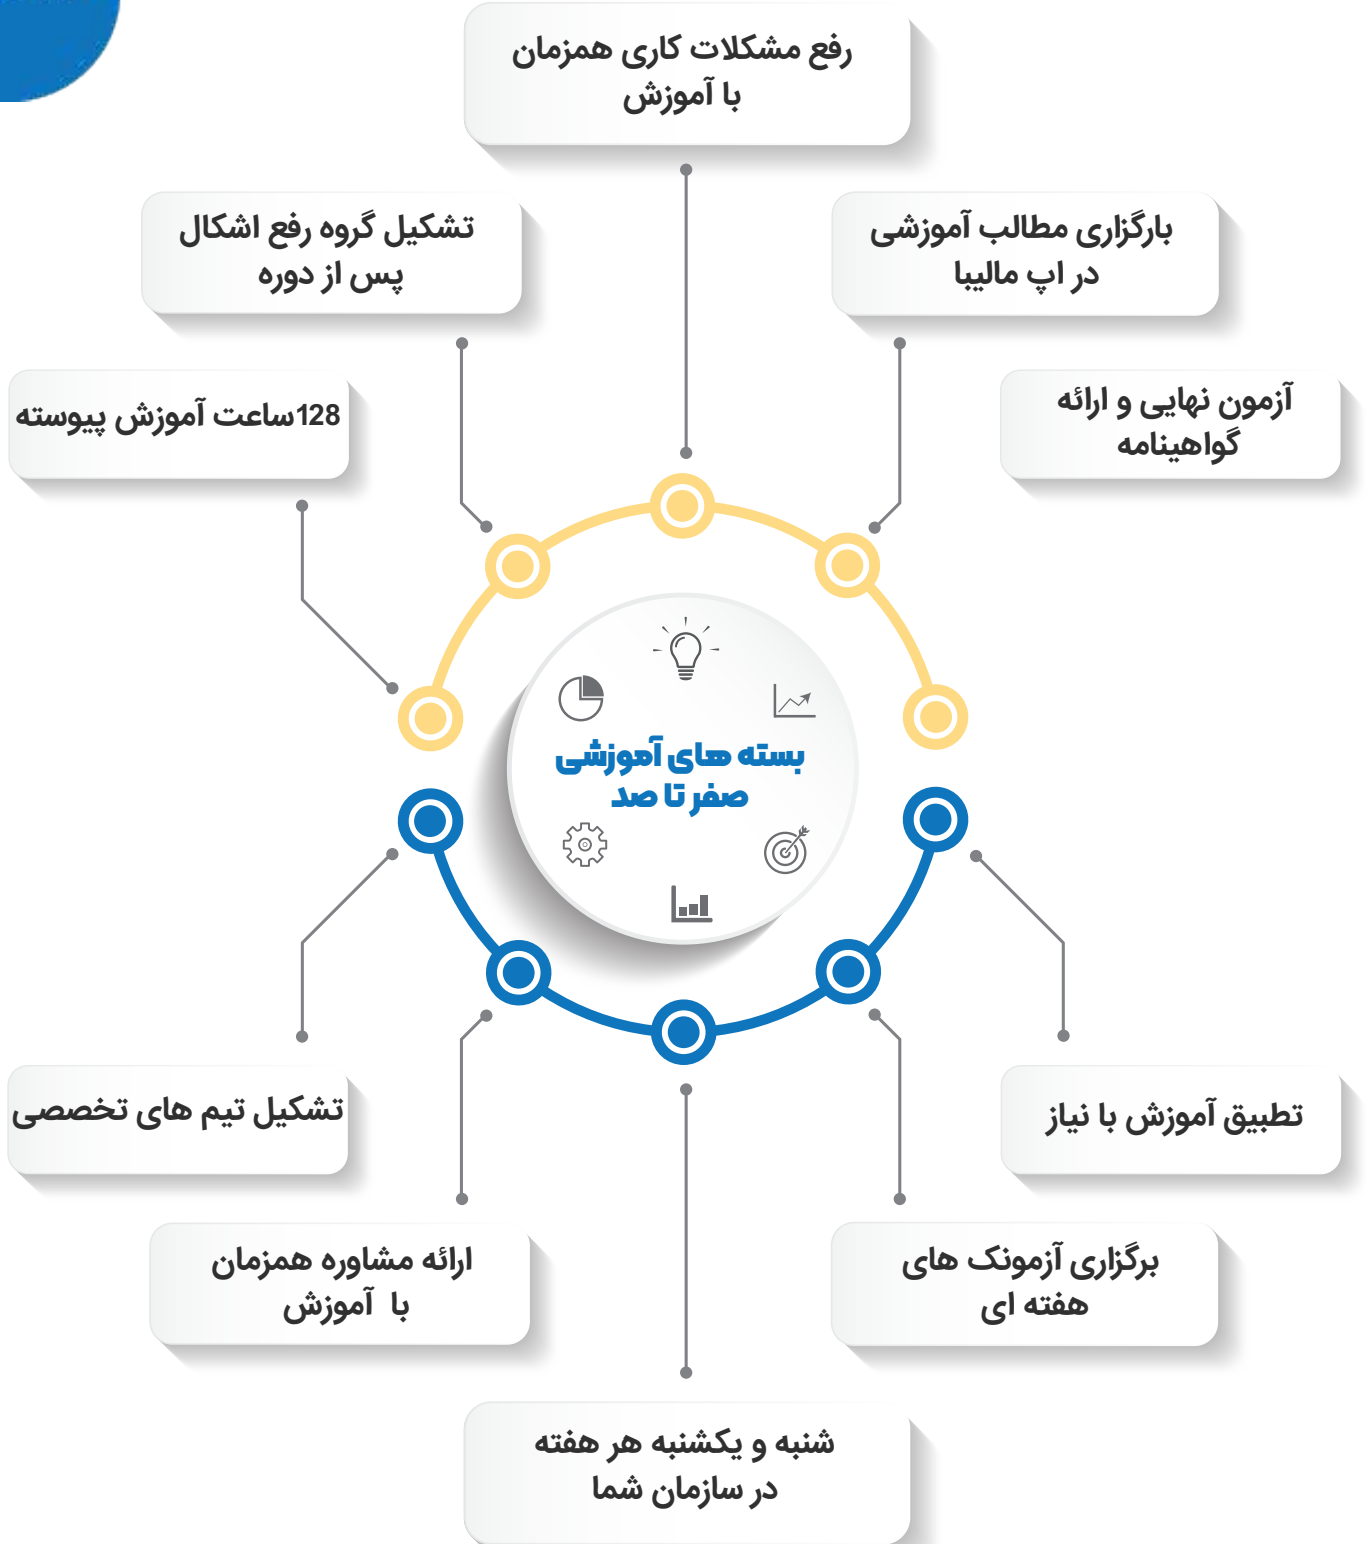 رفع مشکلات کاری همزمان
با آموزش
بارگزاری مطالب آموزشی
در اپ مالیبا
تشکیل گروه رفع اشکال
پس از دوره
آزمون نهایی و ارائه
گواهینامه
128ساعت آموزش پیوسته
بسته های آموزشی
صفر تا صد
تطبیق آموزش با نیاز
تشکیل تیم های تخصصی
برگزاری آزمونک های
هفته ای
ارائه مشاوره همزمان
با آموزش
شنبه و یکشنبه هر هفته
در سازمان شما